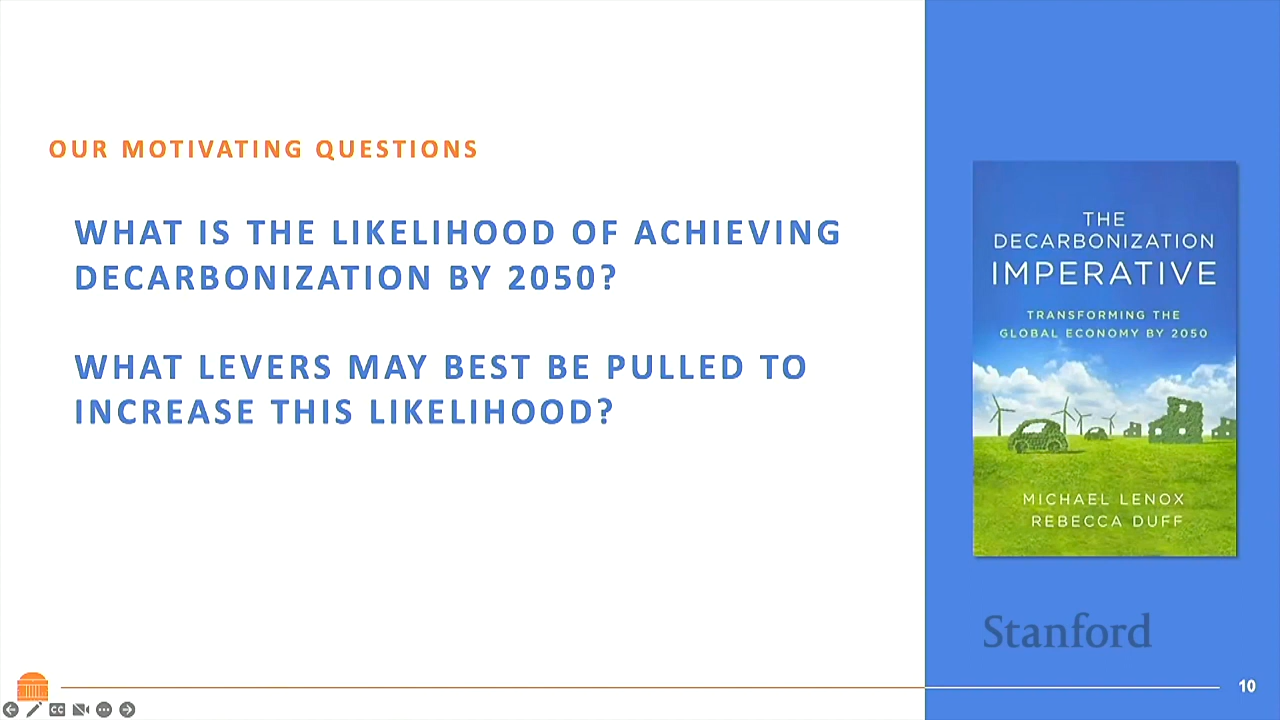 OUR MOTIVATING QUESTIONS
WHAT IS THE LIKELIHOOD OF ACHIEVING
DECARBONIZATION BY 2050?
WHAT LEVERS MAY BEST BE PULLED TO
INCREASE THIS LIKELIHOOD?
THE
DECARBONIZATION
IMPERATIVE
TRANSFORMING THE
GLOBAL ECONOMY BY 2050
MICHAEL LENOX
REBECCA DUFF
Stanford
CC
10